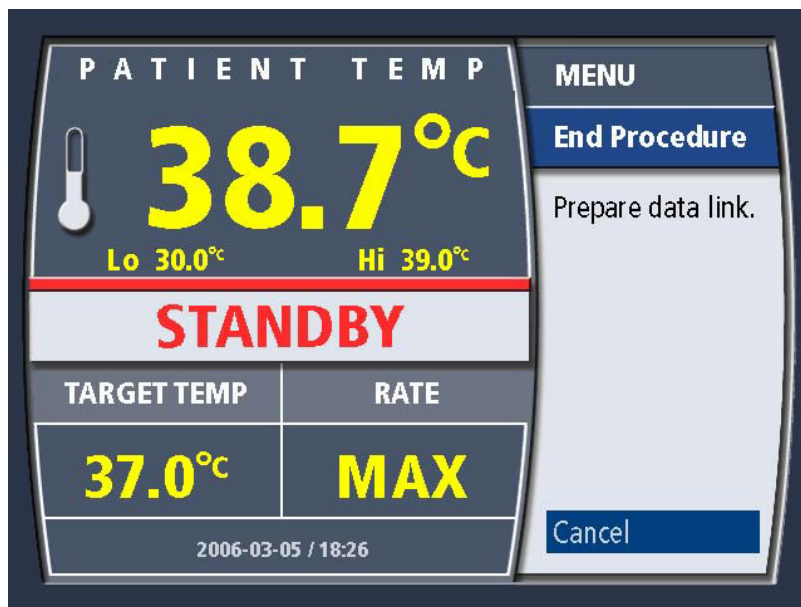 PATIENT TEMP
38.7°C
Lo 30.0°C Hi 39.0°C
STANDBY
TARGET TEMP RATE
37.0°C MAX
2006-03-05 / 18:26
MENU
End Procedure
Prepare data link.
Cancel